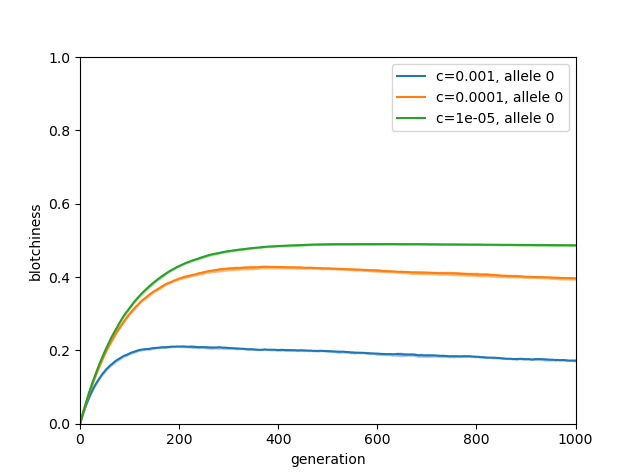 1.0
0.8
0.6
0.4
0.2
0.0
blotchiness
c=0.001, allele 0
c=0.0001, allele 0
c=1e-05, allele 0
0 200 400 600 800 1000
generation